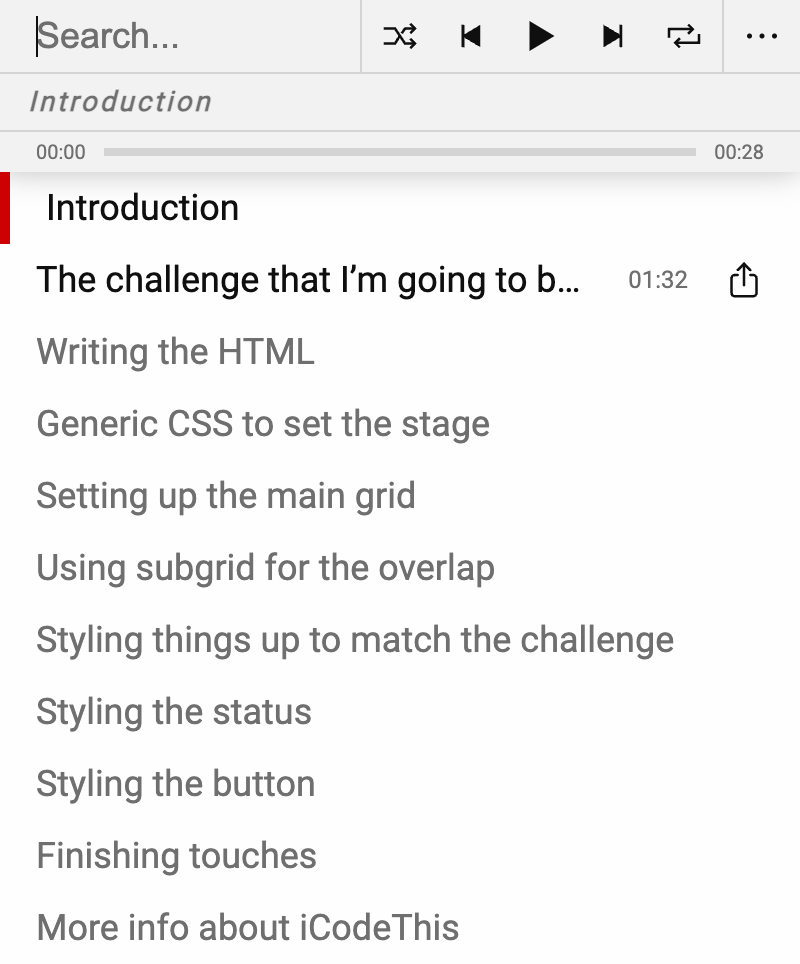 Search...
Introduction
00:00 00:28
Introduction
The challenge that I’m going to b... 01:32
Writing the HTML
Generic CSS to set the stage
Setting up the main grid
Using subgrid for the overlap
Styling things up to match the challenge
Styling the status
Styling the button
Finishing touches
More info about iCodeThis